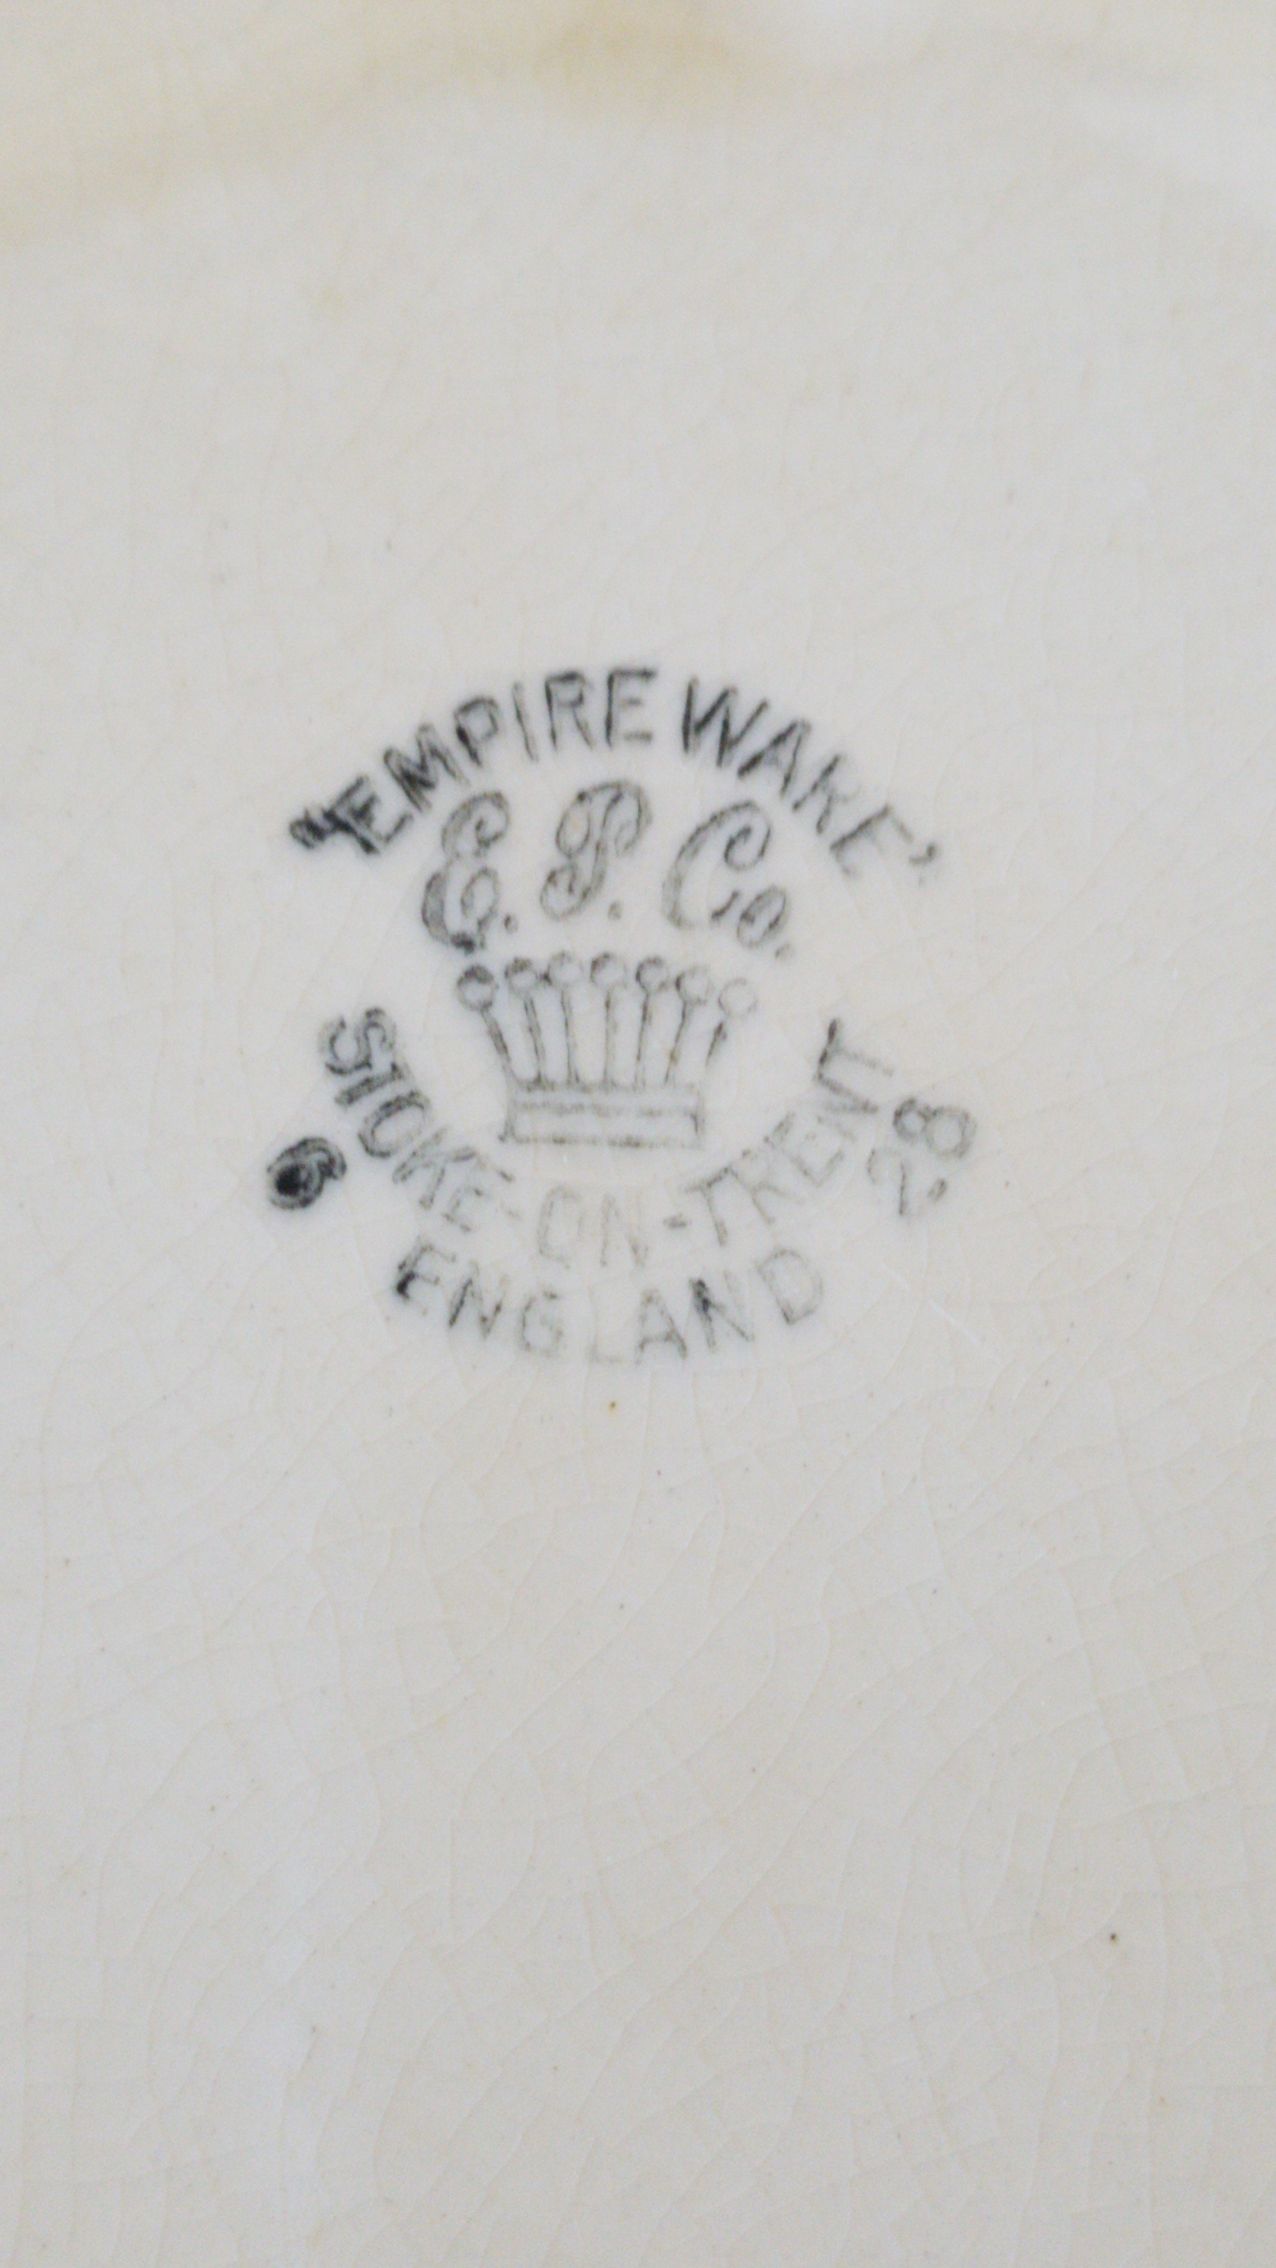 "EMPIRE WARE"
E. P. Co.
STOKE-ON-TRENT
6
28
ENGLAND